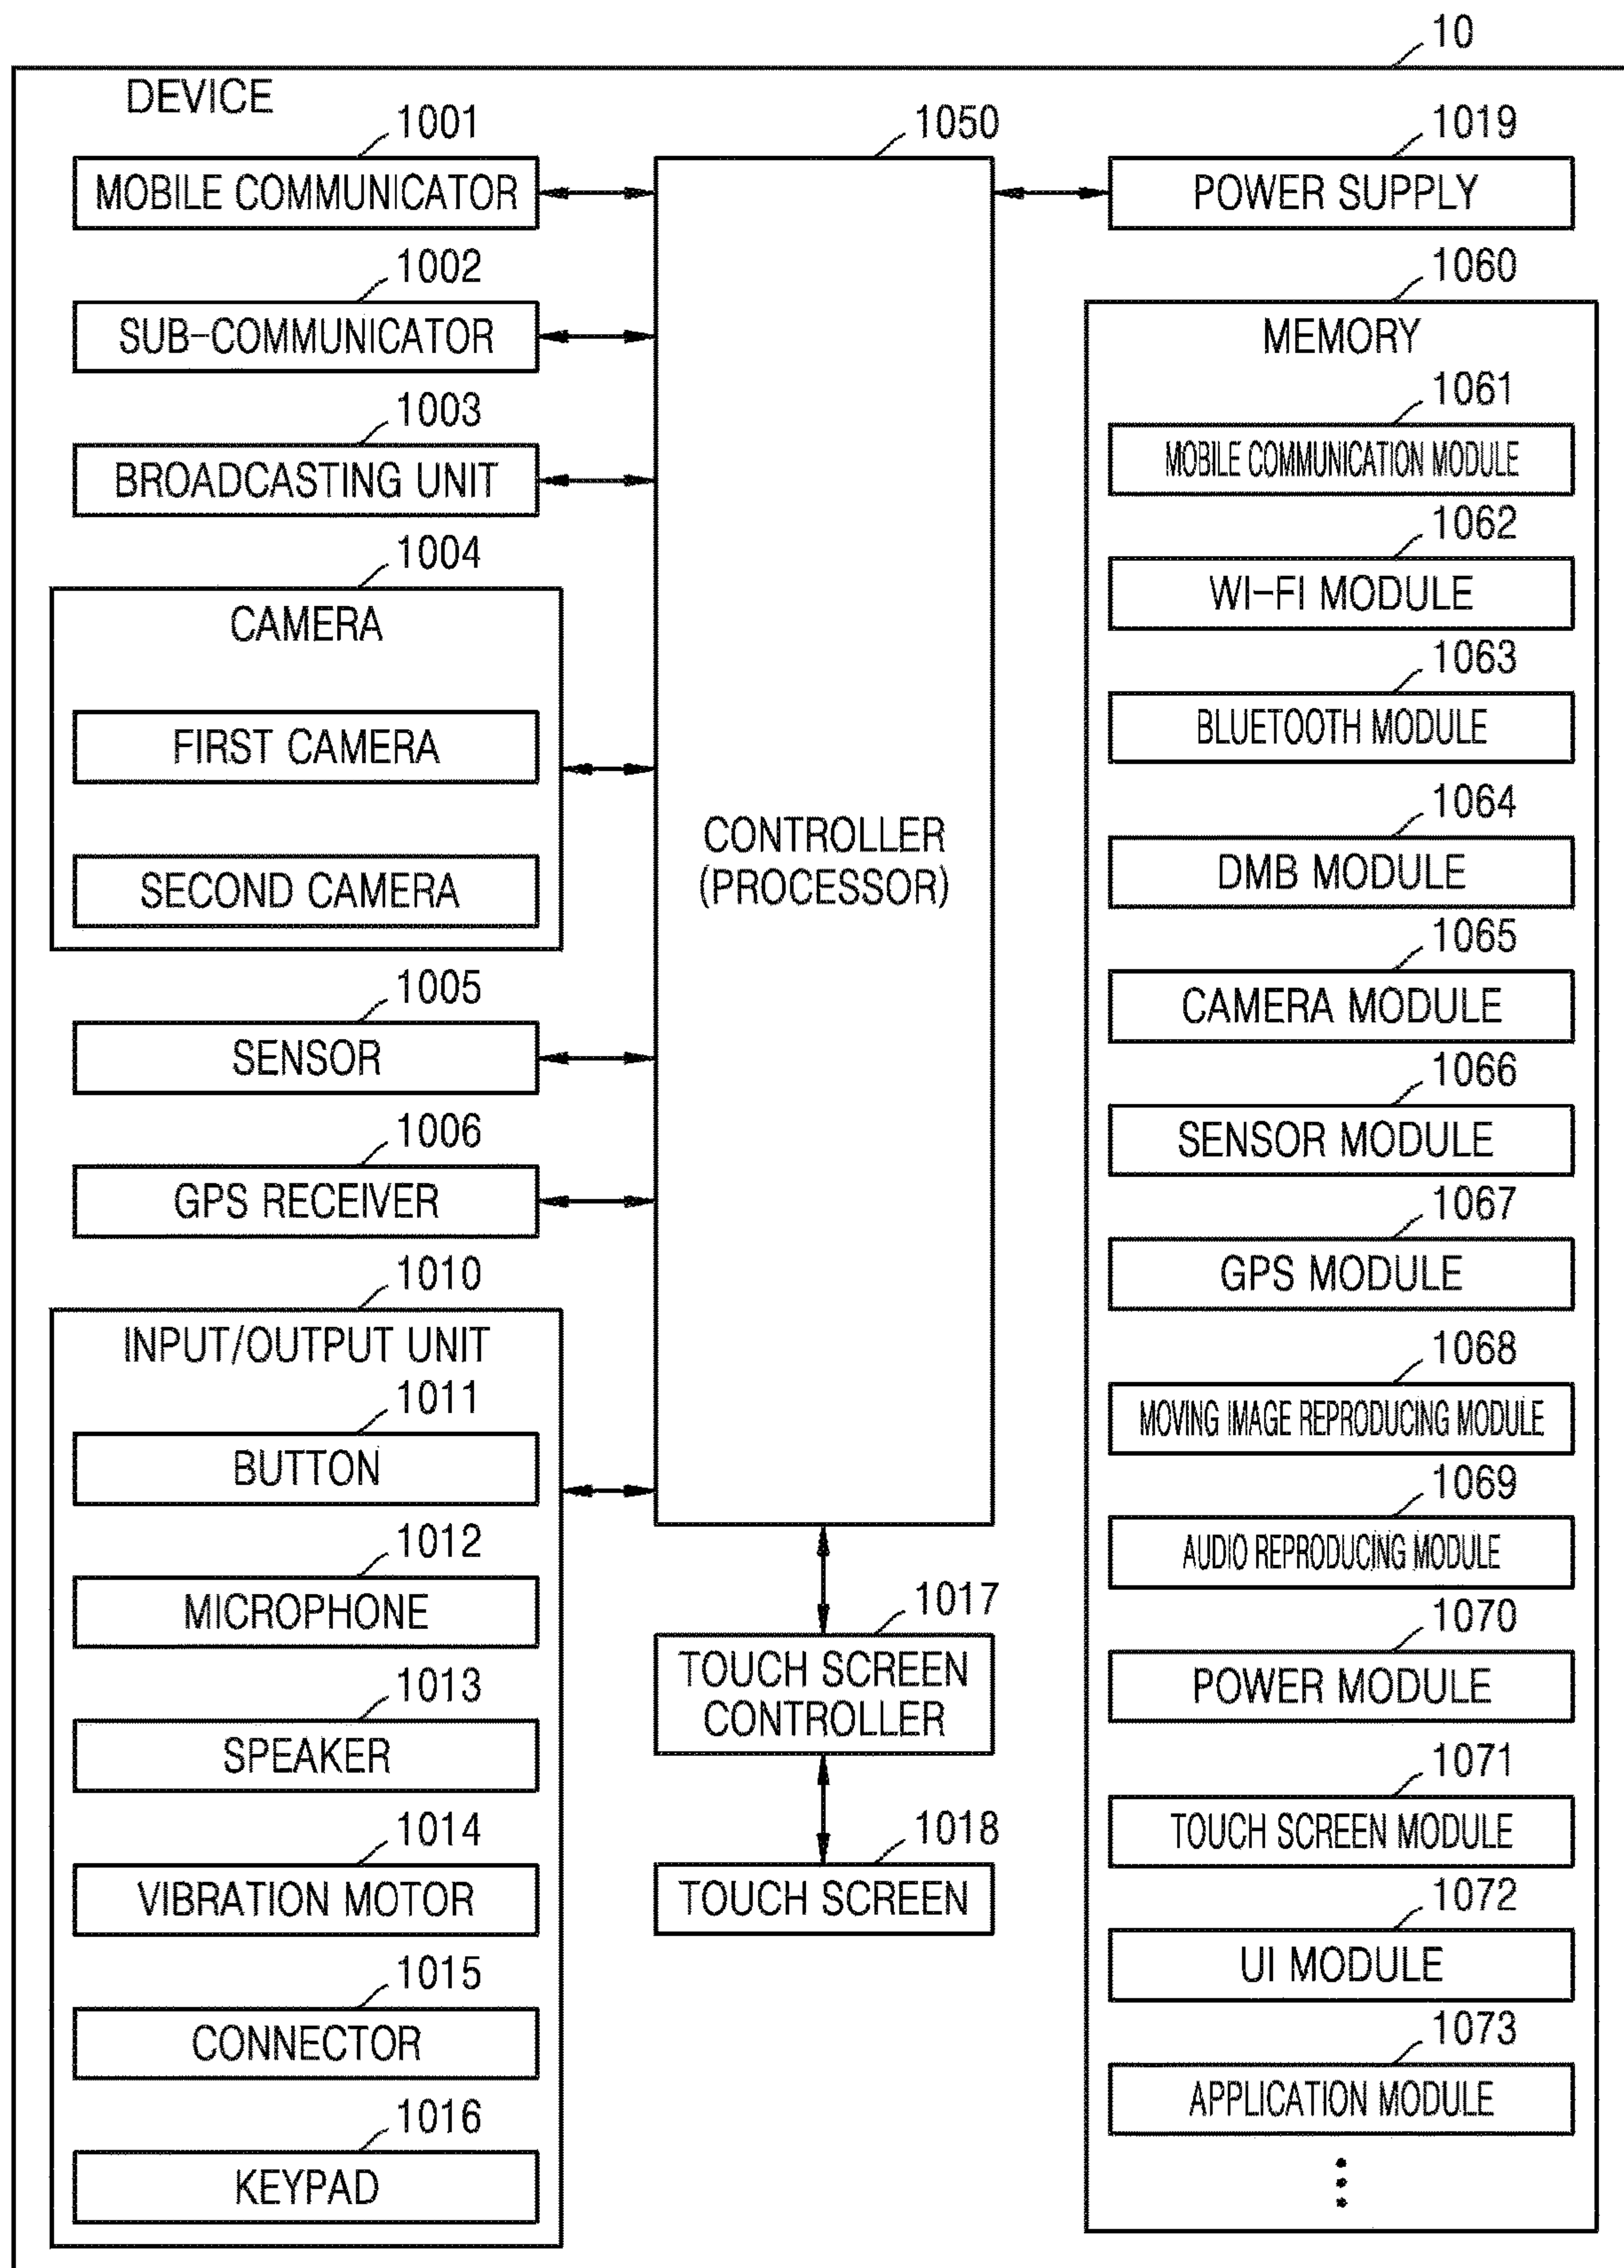 10
DEVICE
1001
MOBILE COMMUNICATOR
1002
SUB-COMMUNICATOR
1003
BROADCASTING UNIT
1004
CAMERA
FIRST CAMERA
SECOND CAMERA
1005
SENSOR
1006
GPS RECEIVER
1010
INPUT/OUTPUT UNIT
1011
BUTTON
1012
MICROPHONE
1013
SPEAKER
1014
VIBRATION MOTOR
1015
CONNECTOR
1016
KEYPAD
1050
CONTROLLER
(PROCESSOR)
1017
TOUCH SCREEN
CONTROLLER
1018
TOUCH SCREEN
1019
POWER SUPPLY
1060
MEMORY
1061
MOBILE COMMUNICATION MODULE
1062
WI-FI MODULE
1063
BLUETOOTH MODULE
1064
DMB MODULE
1065
CAMERA MODULE
1066
SENSOR MODULE
1067
GPS MODULE
1068
MOVING IMAGE REPRODUCING MODULE
1069
AUDIO REPRODUCING MODULE
1070
POWER MODULE
1071
TOUCH SCREEN MODULE
1072
UI MODULE
1073
APPLICATION MODULE